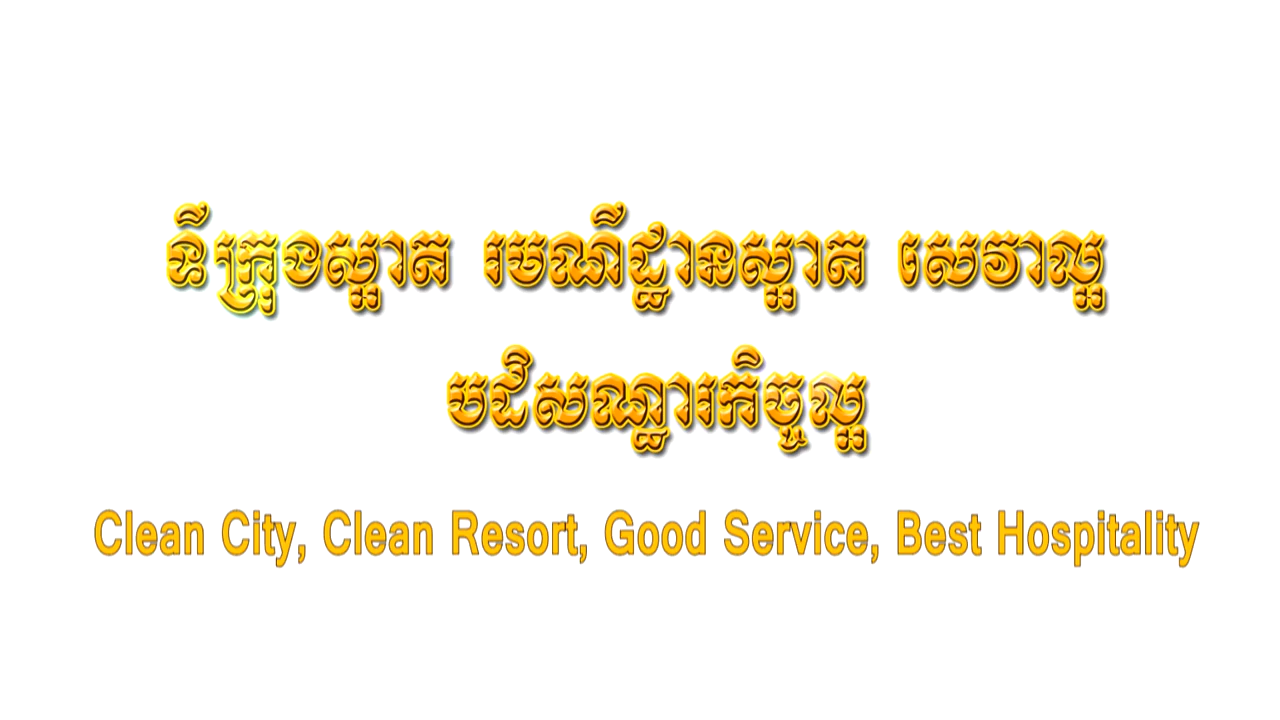 ទីក្រុងស្អាត រមណីដ្ឋានស្អាត សេវាល្អ
បដិសណ្ឋារកិច្ចល្អ
Clean City, Clean Resort, Good Service, Best Hospitality